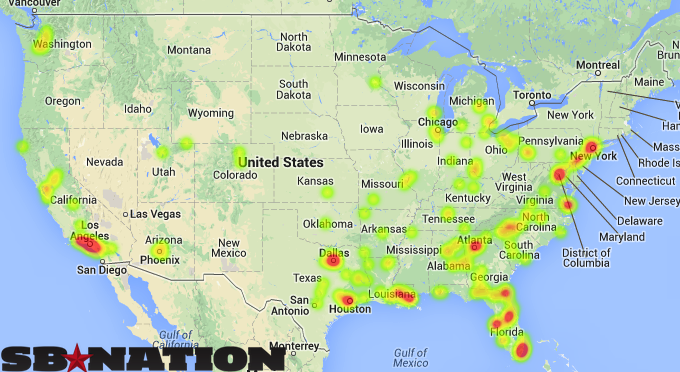 Vancouver
Washington
Montana
North
Dakota
Minnesota
Montreal
Maine
Oregon
Idaho
Wyoming
South
Dakota
Wisconsin
Michigan
Toronto
New York
Nebraska
Iowa
Chicago
Illinois
Indiana
Ohio
Pennsylvania
New York
Mass
Rhode Is
Connecticut
New Jersey
Delaware
Maryland
District of
Columbia
Nevada
Utah
Colorado
United States
Kansas
Missouri
West
Virginia
Virginia
Kentucky
California
Las Vegas
Los
Angeles
San Diego
Arizona
Phoenix
New
Mexico
Oklahoma
Arkansas
Tennessee
North
Carolina
South
Carolina
Atlanta
Mississippi
Alabama
Georgia
Dallas
Texas
Louisiana
San
Antonio
Houston
Florida
Gulf of
California
Monterrey
Gulf of
Mexico
SB NATION